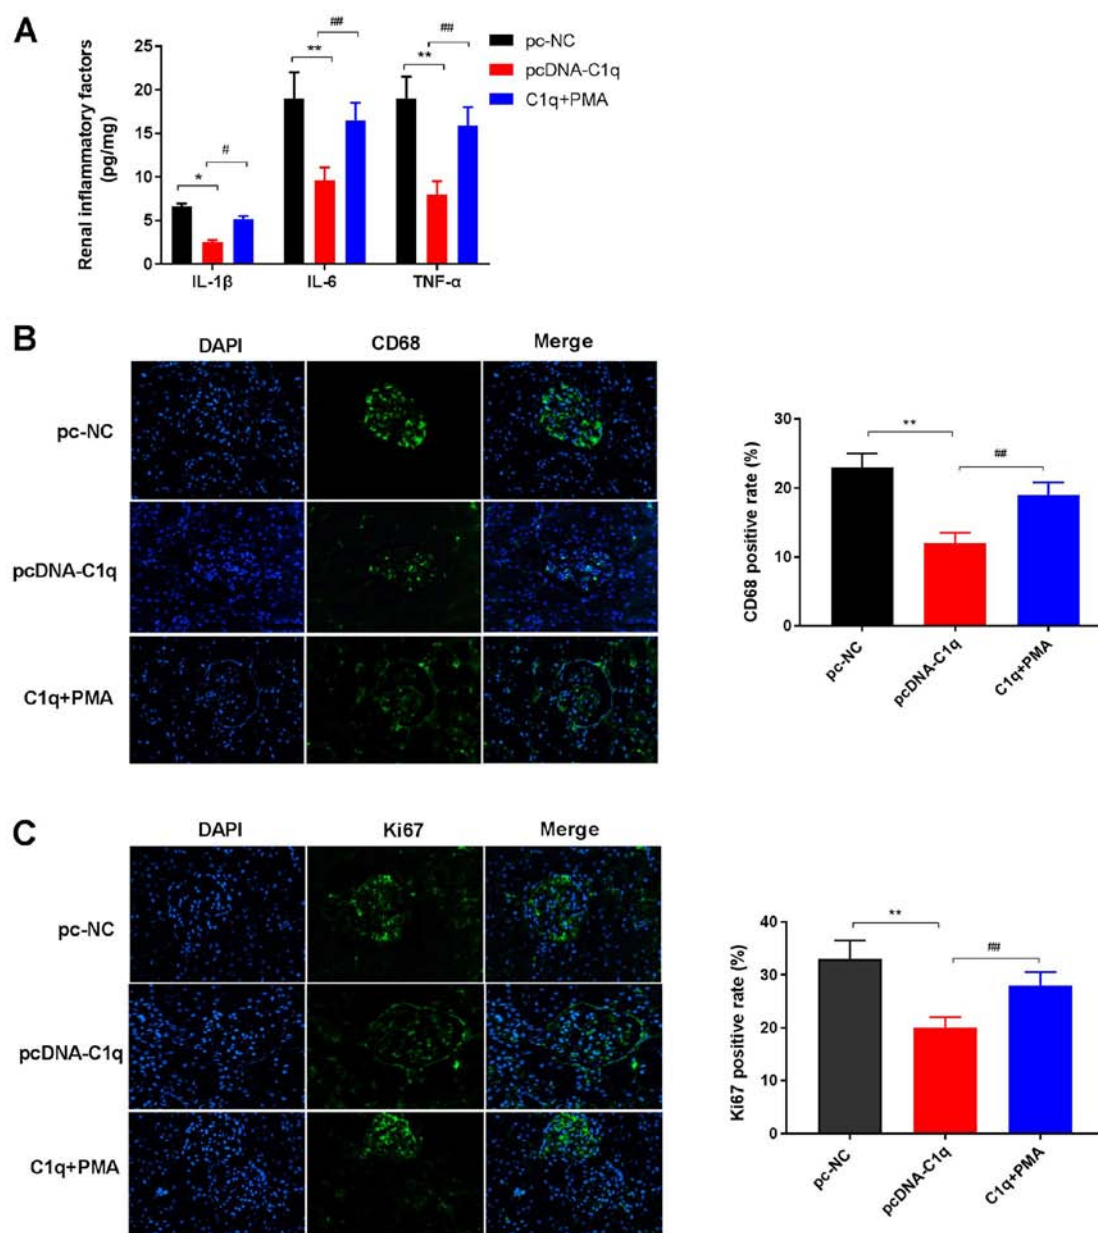 A
Renal inflammatory factors
(pg/mg)
25
20
15
10
5
0
* # ** ## ** ##
IL-1β IL-6 TNF-α
pc-NC
pcDNA-C1q
C1q+PMA
B
DAPI CD68 Merge
pc-NC
pcDNA-C1q
C1q+PMA
CD68 positive rate (%)
30
20
10
0
** ##
pc-NC pcDNA-C1q C1q+PMA
C
DAPI Ki67 Merge
pc-NC
pcDNA-C1q
C1q+PMA
Ki67 positive rate (%)
40
30
20
10
0
** ##
pc-NC pcDNA-C1q C1q+PMA